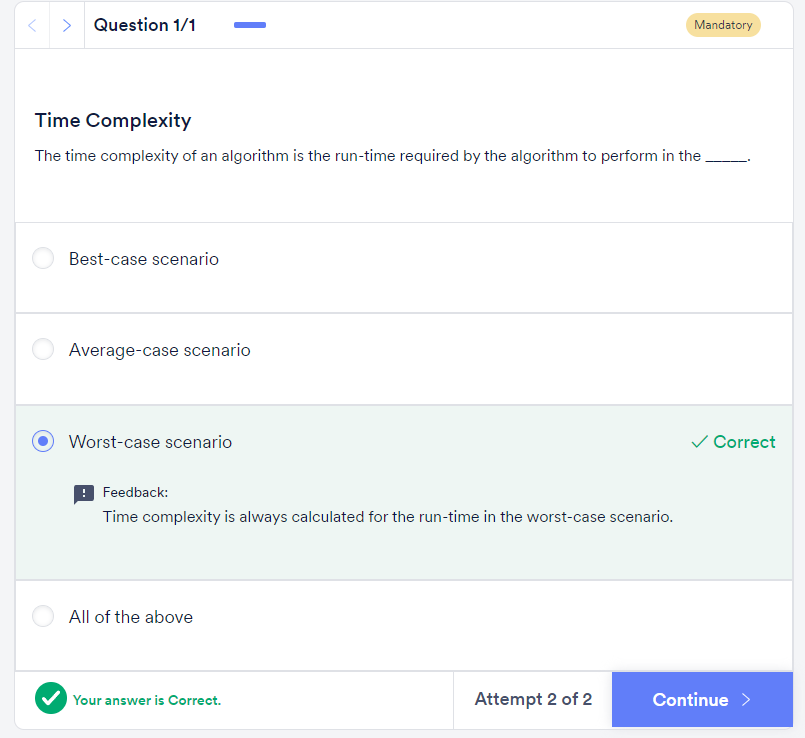 Question 1/1
Mandatory
Time Complexity
The time complexity of an algorithm is the run-time required by the algorithm to perform in the _____.
Best-case scenario
Average-case scenario
Worst-case scenario
Correct
Feedback:
Time complexity is always calculated for the run-time in the worst-case scenario.
All of the above
Your answer is Correct.
Attempt 2 of 2
Continue